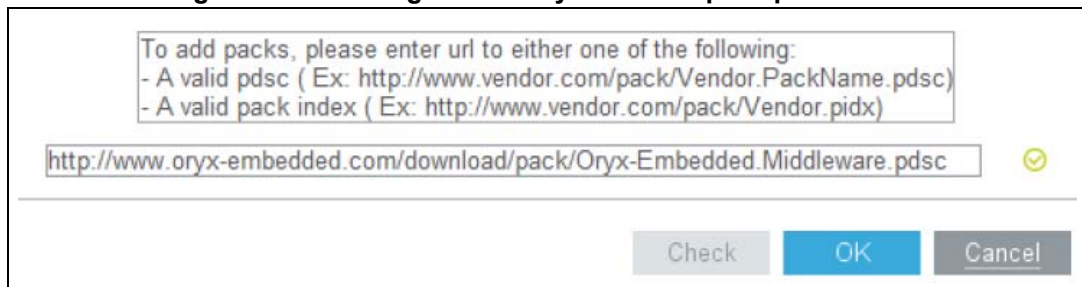 To add packs, please enter url to either one of the following:
- A valid pdsc ( Ex: http://www.vendor.com/pack/Vendor.PackName.pdsc)
- A valid pack index ( Ex: http://www.vendor.com/pack/Vendor.pidx)
http://www.oryx-embedded.com/download/pack/Oryx-Embedded.Middleware.pdsc
Check OK Cancel